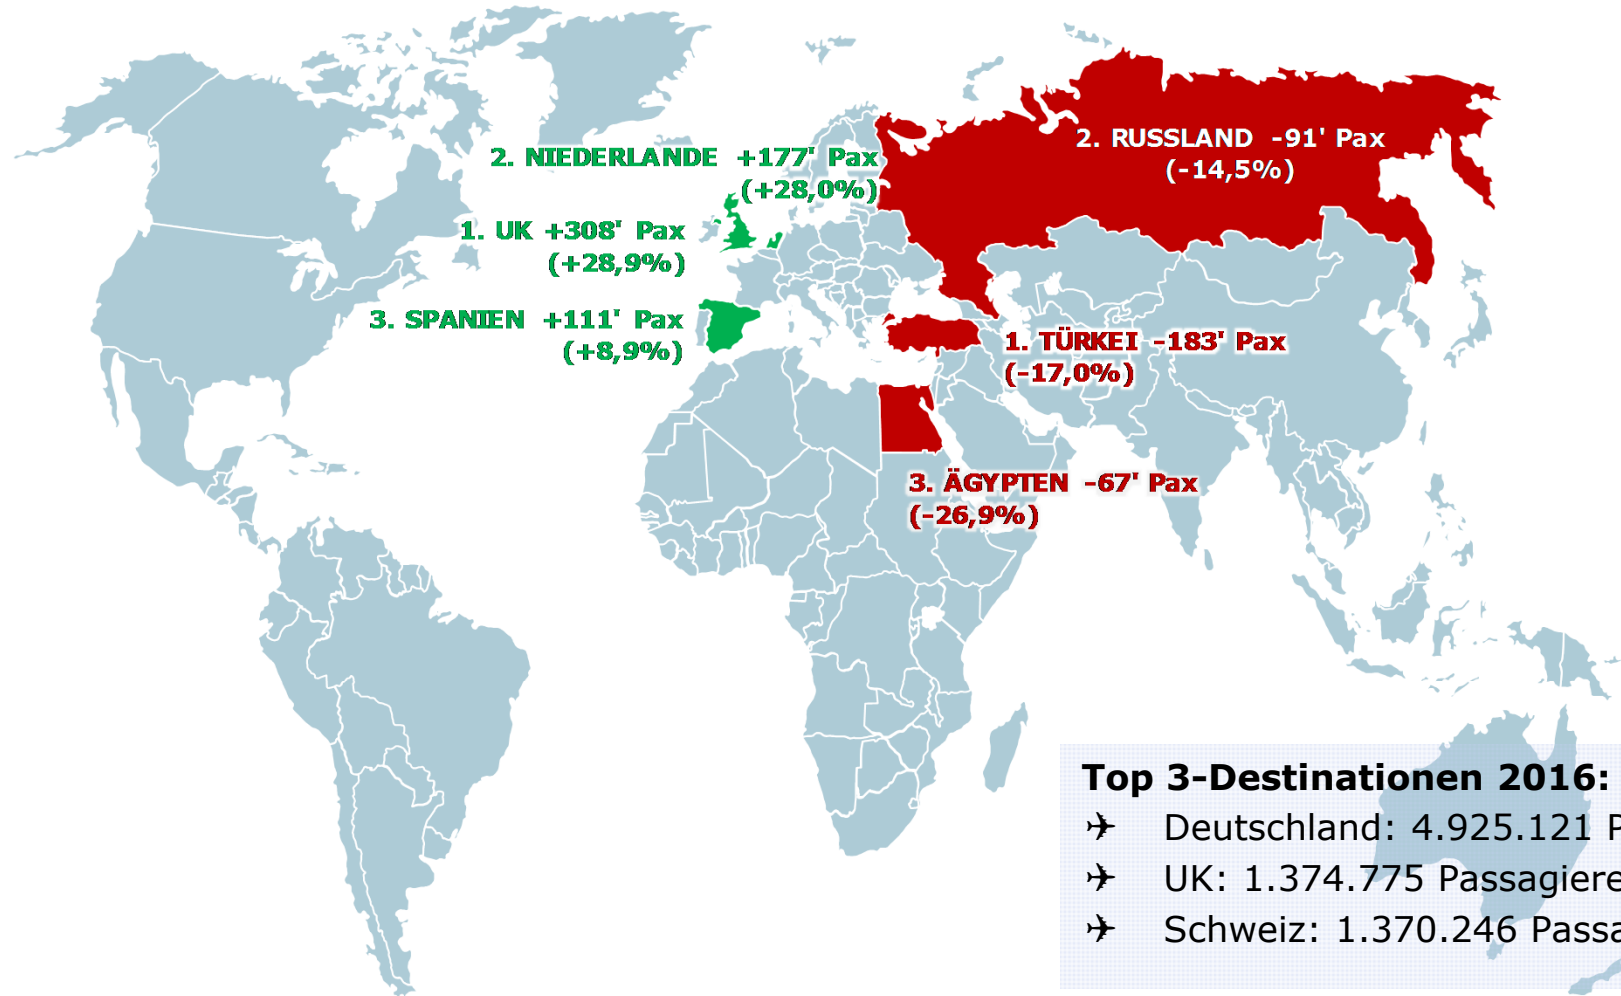 2. NIEDERLANDE +177' Pax
(+28,0%)
1. UK +308' Pax
(+28,9%)
3. SPANIEN +111' Pax
(+8,9%)
2. RUSSLAND -91' Pax
(-14,5%)
1. TÜRKEI -183' Pax
(-17,0%)
3. ÄGYPTEN -67' Pax
(-26,9%)
Top 3-Destinationen 2016:
✈ Deutschland: 4.925.121
✈ UK: 1.374.775 Passagiere
✈ Schweiz: 1.370.246